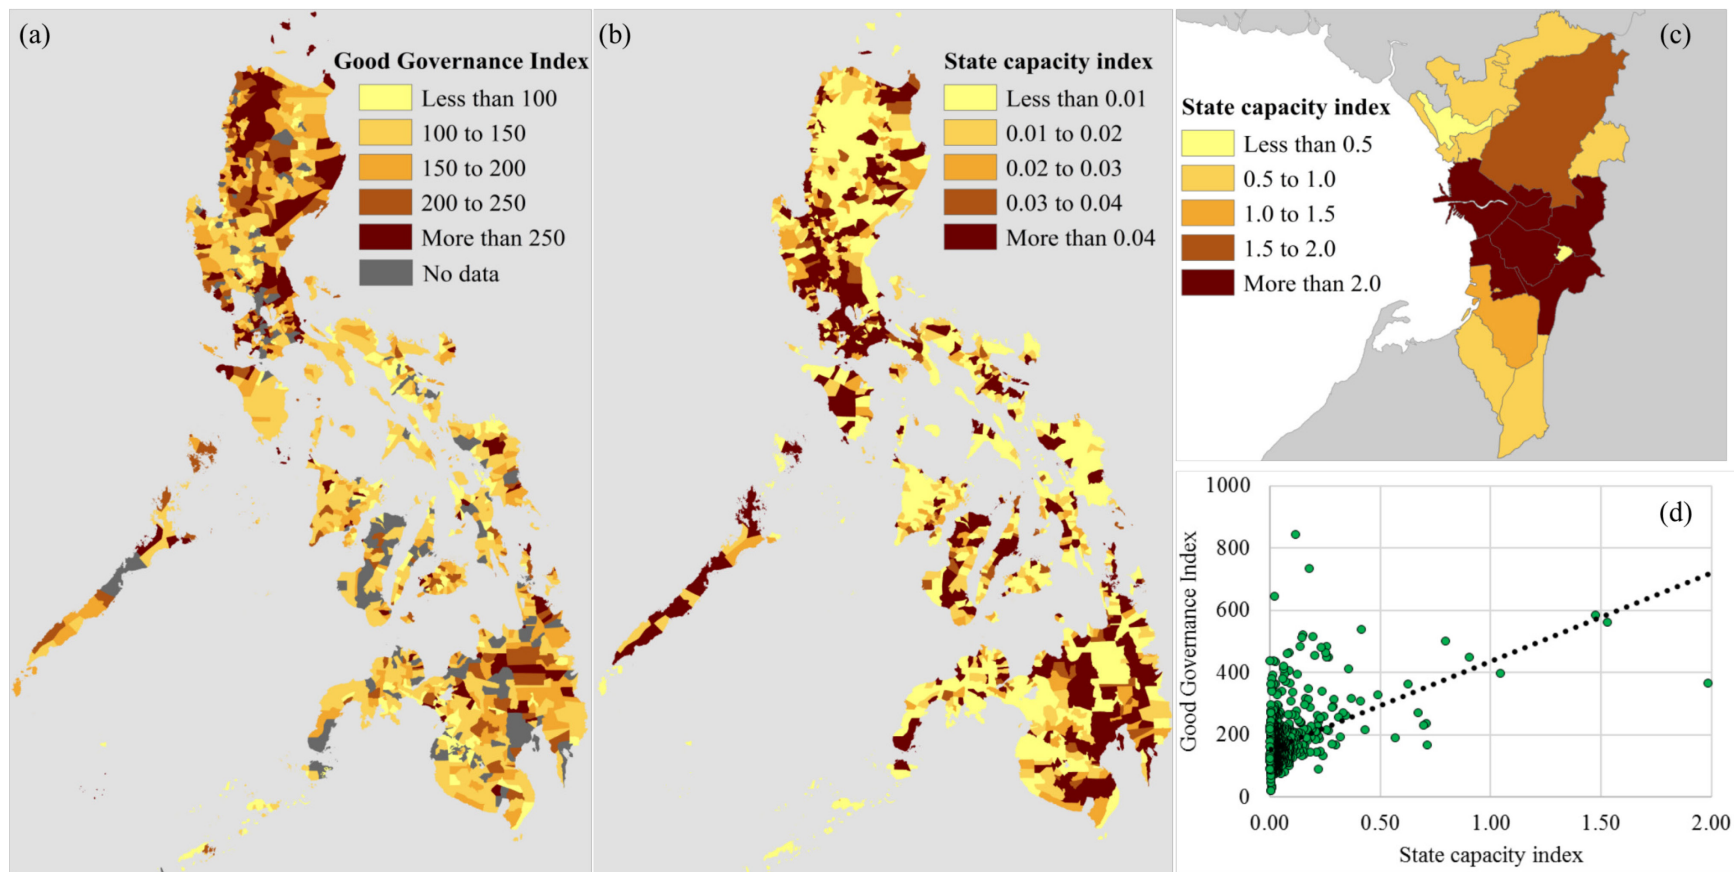 (a)
Good Governance Index
Less than 100
100 to 150
150 to 200
200 to 250
More than 250
No data
(b)
State capacity index
Less than 0.01
0.01 to 0.02
0.02 to 0.03
0.03 to 0.04
More than 0.04
(c)
State capacity index
Less than 0.5
0.5 to 1.0
1.0 to 1.5
1.5 to 2.0
More than 2.0
(d)
Good Governance Index
1000
800
600
400
200
0
0.00 0.50 1.00 1.50 2.00
State capacity index